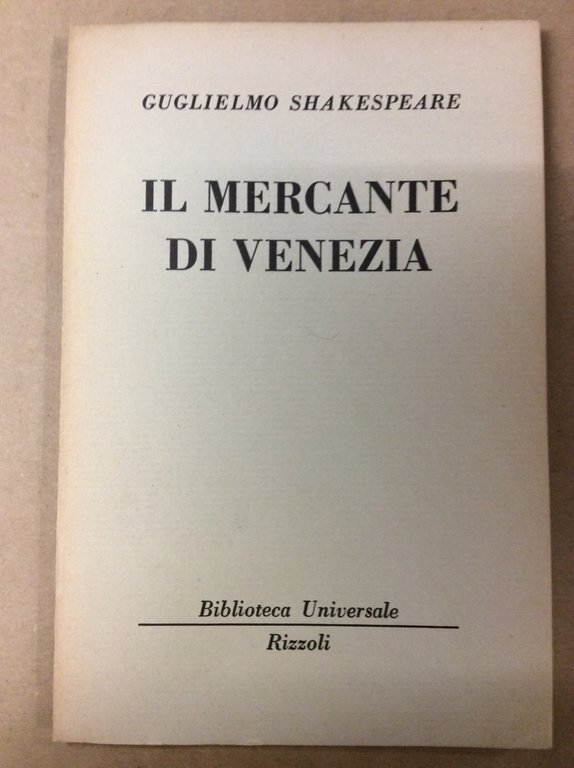 GUGLIELMO SHAKESPEARE
IL MERCANTE
DI VENEZIA
Biblioteca Universale
Rizzoli